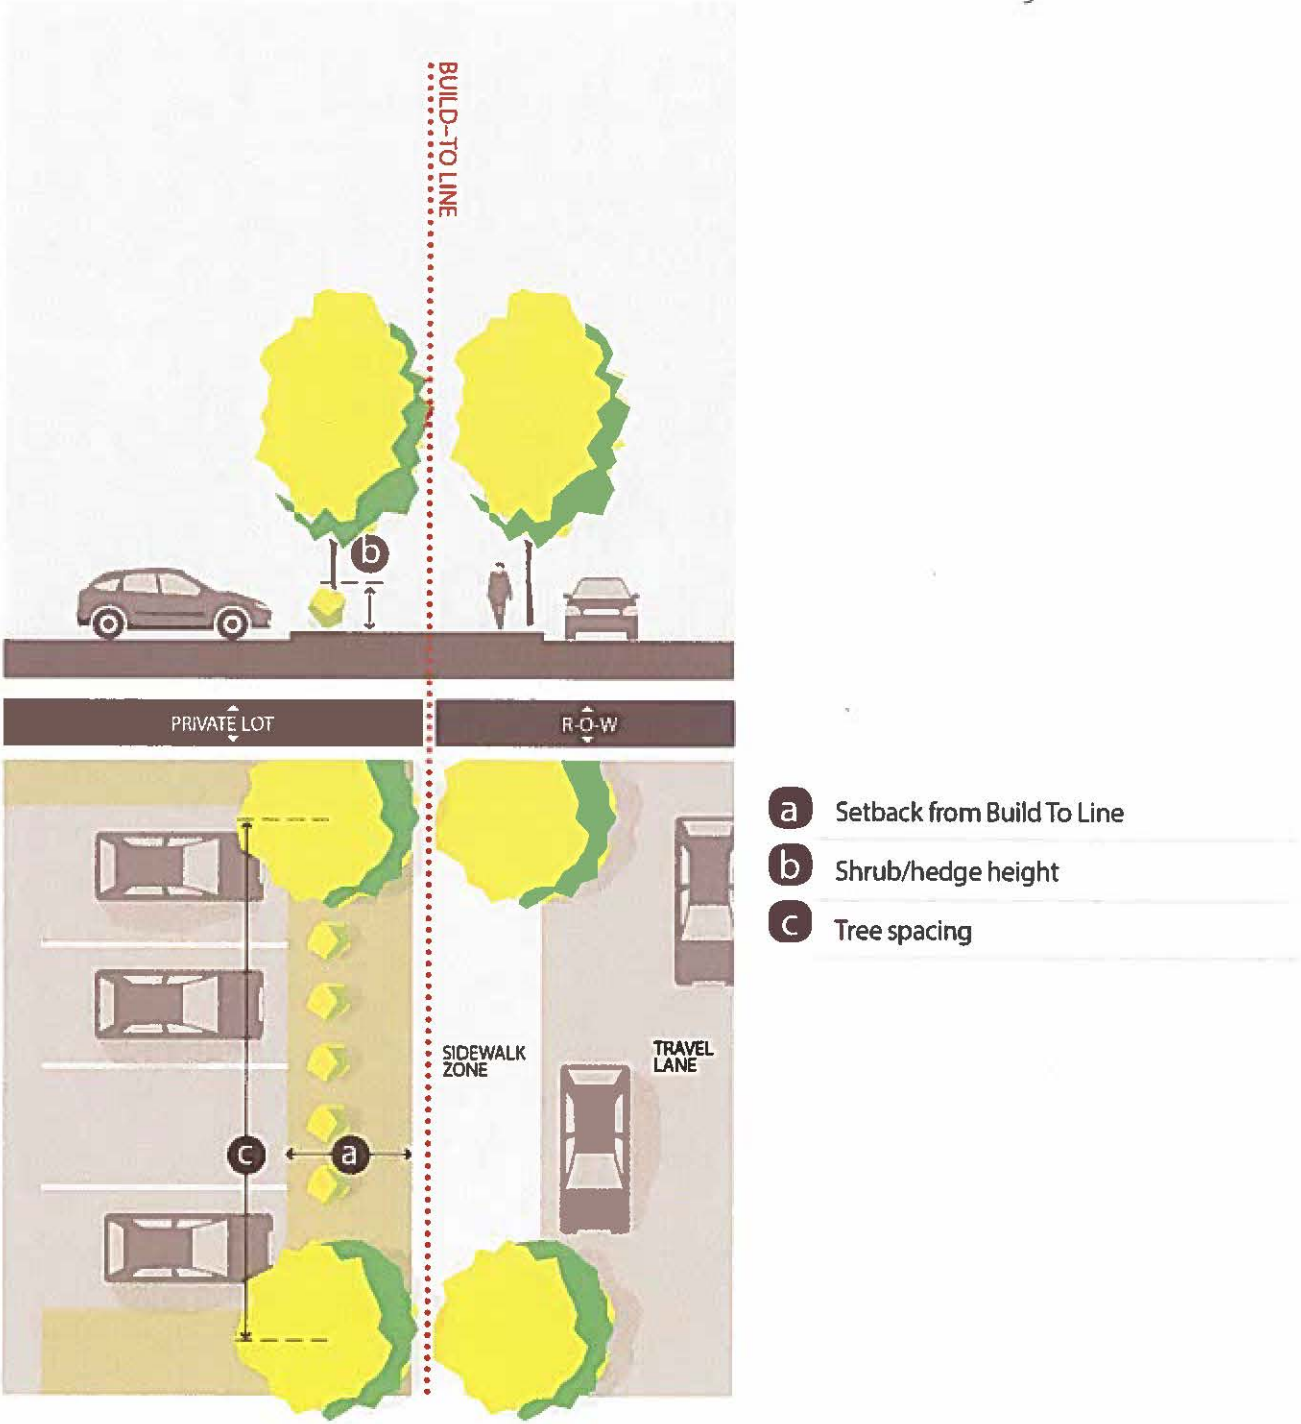 BUILD-TO LINE
b
PRIVATE LOT
R-O-W
a Setback from Build To Line
b Shrub/hedge height
c Tree spacing
SIDEWALK
ZONE
TRAVEL
LANE
c
a